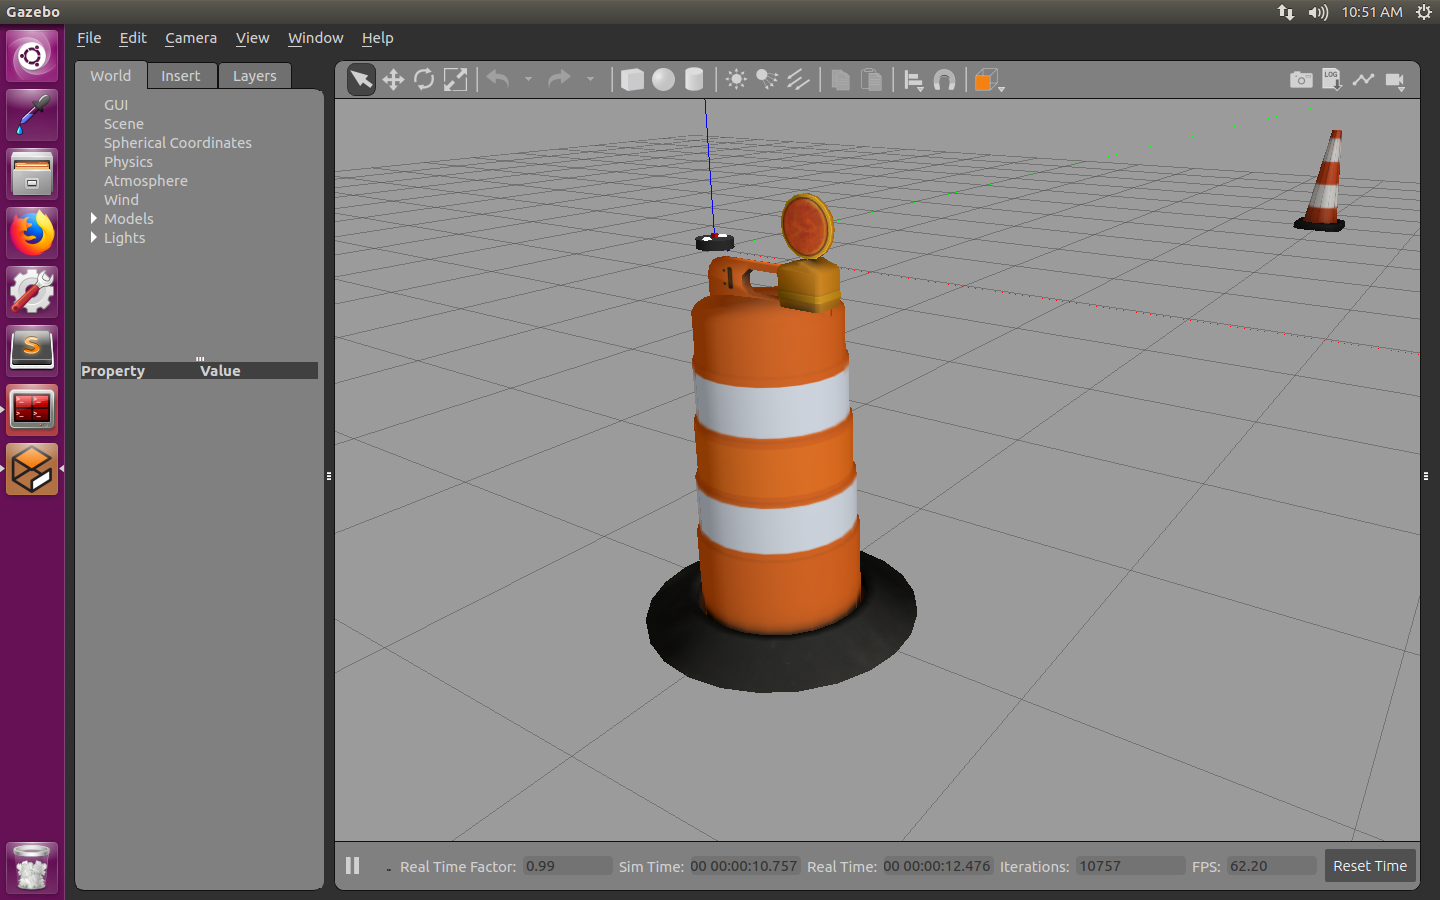 Gazebo
10:51 AM
File Edit Camera View Window Help
World Insert Layers
GUI
Scene
Spherical Coordinates
Physics
Atmosphere
Wind
Models
Lights
Property Value
LOG
S
Real Time Factor: 0.99 Sim Time: 00 00:00:10.757 Real Time: 00 00:00:12.476 Iterations: 10757 FPS: 62.20 Reset Time